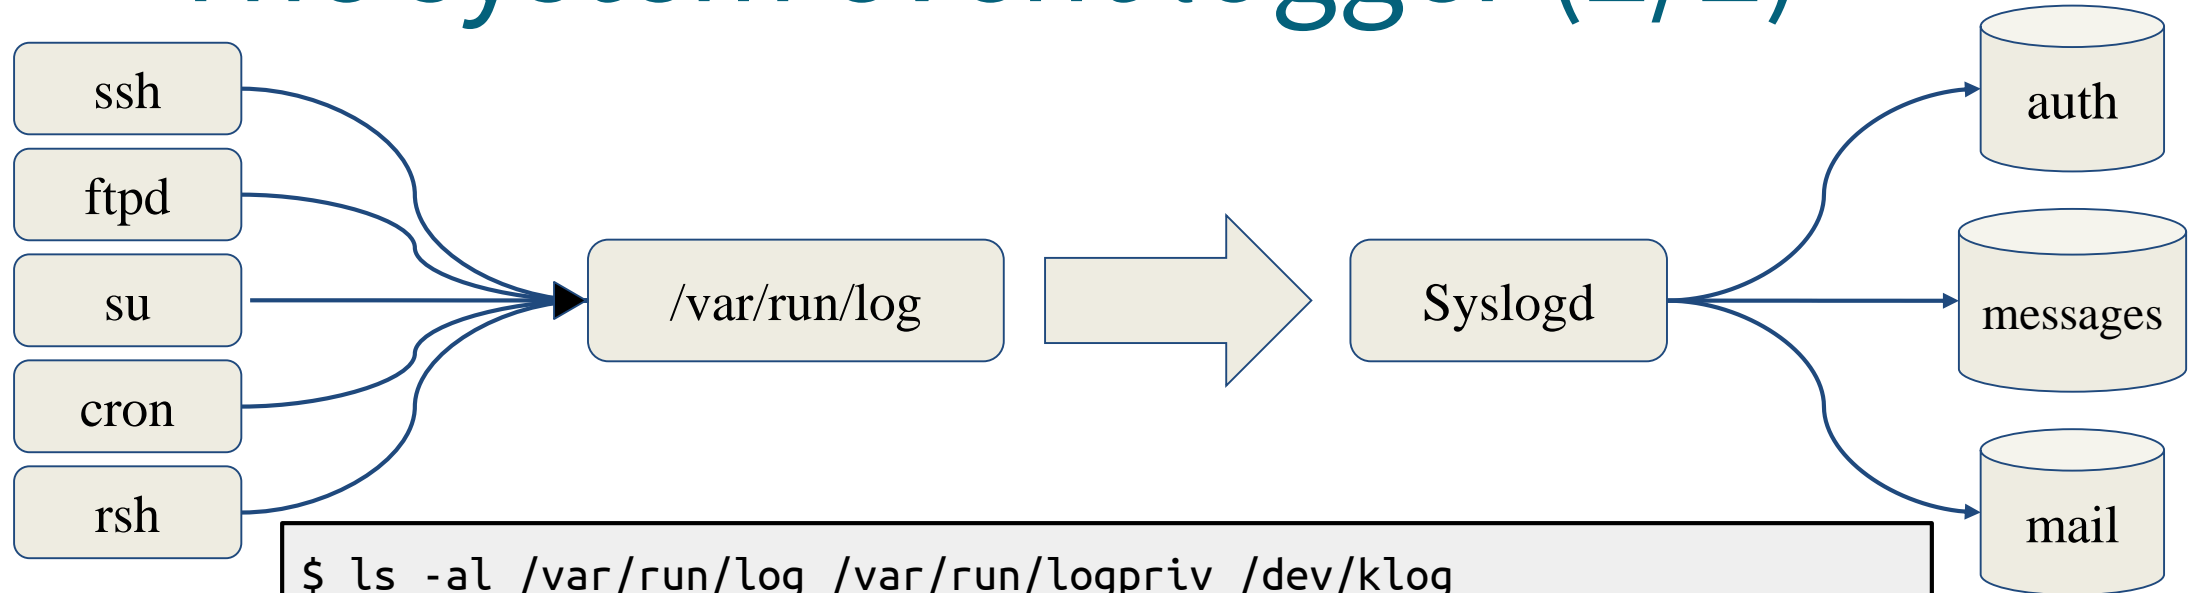 ssh
ftpd
su
cron
rsh
/var/run/log
Syslogd
auth
messages
mail
$ ls -al /var/run/log /var/run/logpriv /dev/klog